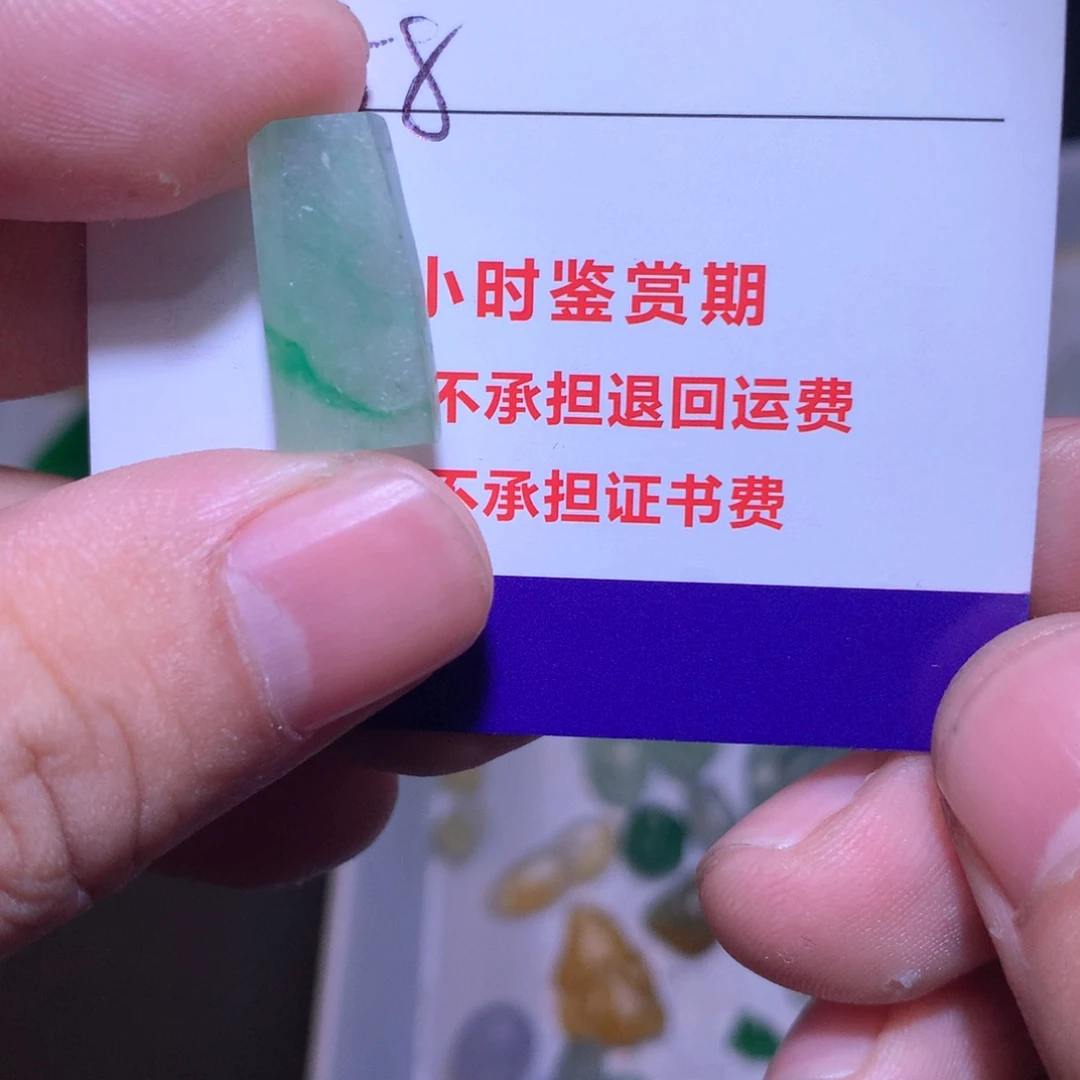 8
小时鉴赏期
不承担退回运费
不承担证书费